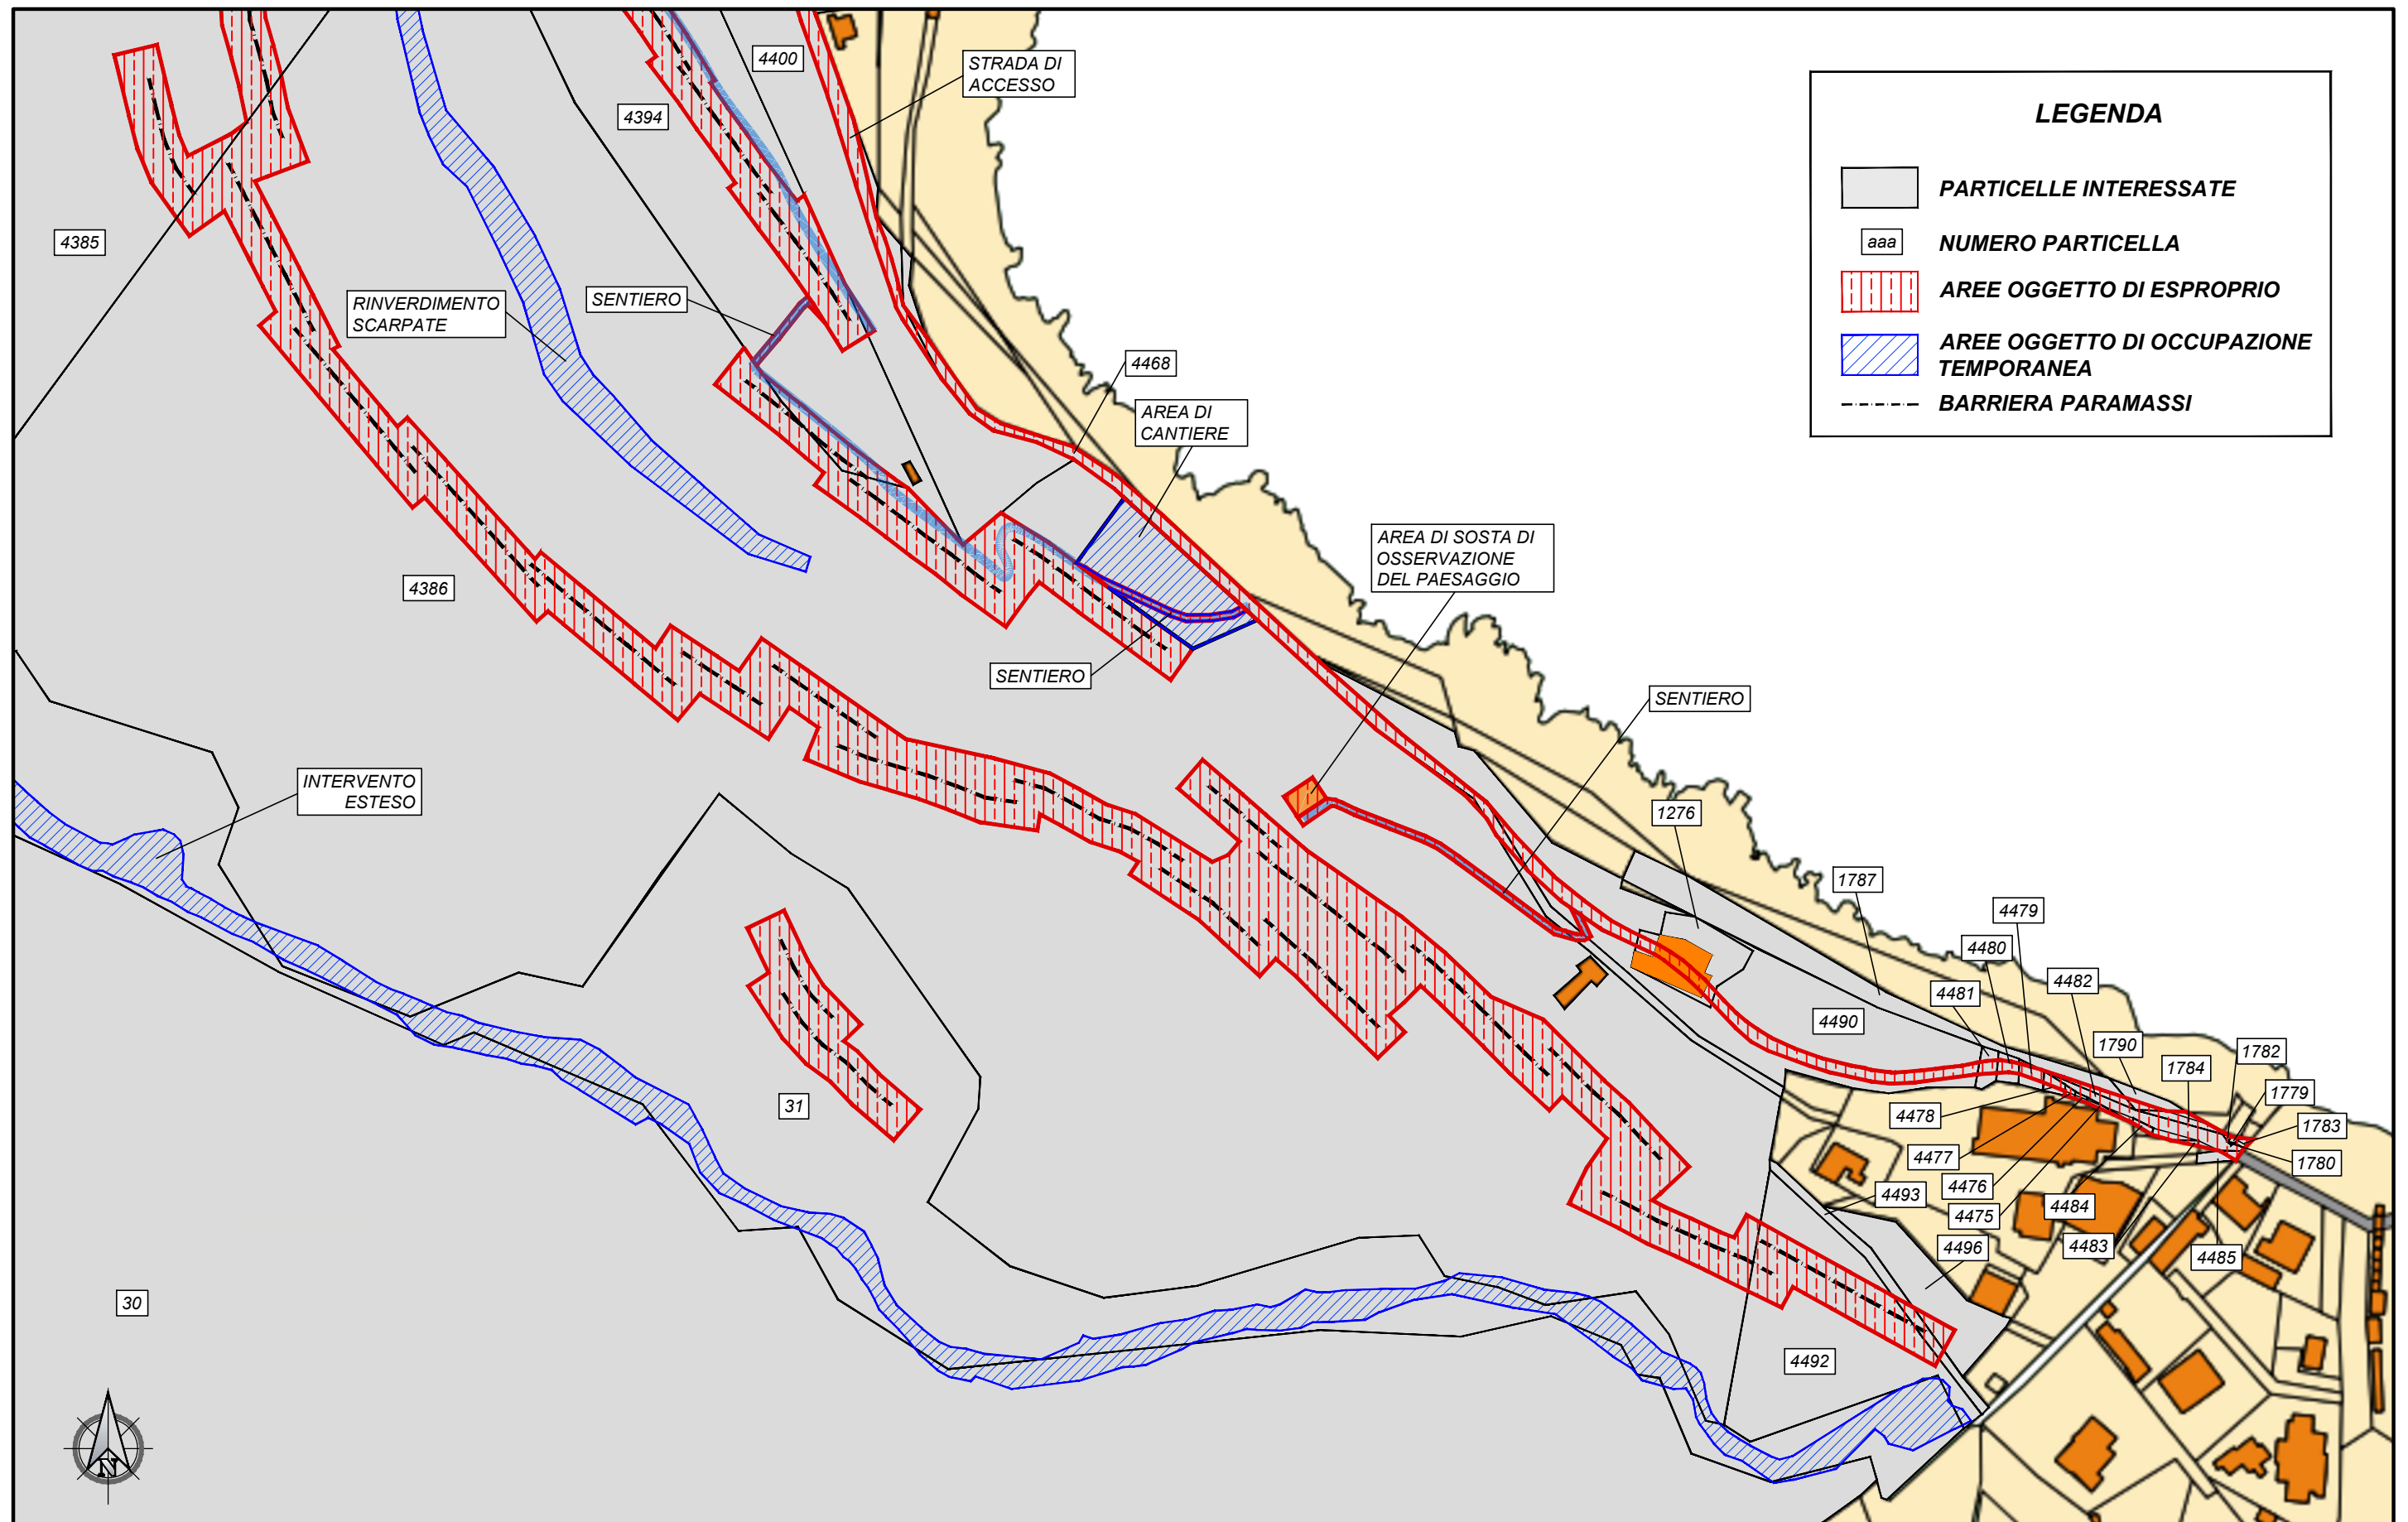 4400
STRADA DI
ACCESSO
4394
4385
RINVERDIMENTO
SCARPATE
SENTIERO
4468
AREA DI
CANTIERE
4386
AREA DI SOSTA DI
OSSERVAZIONE
DEL PAESAGGIO
SENTIERO
SENTIERO
INTERVENTO
ESTESO
1276
1787
4479
4480
4482
4481
4490
1790
1782
1784
1779
31
4478
1783
4477
1780
4476
4493
4484
4475
4483
4496
4485
30
4492
N
LEGENDA
PARTICELLE INTERESSATE
aaa
NUMERO PARTICELLA
AREE OGGETTO DI ESPROPRIO
AREE OGGETTO DI OCCUPAZIONE
TEMPORANEA
BARRIERA PARAMASSI